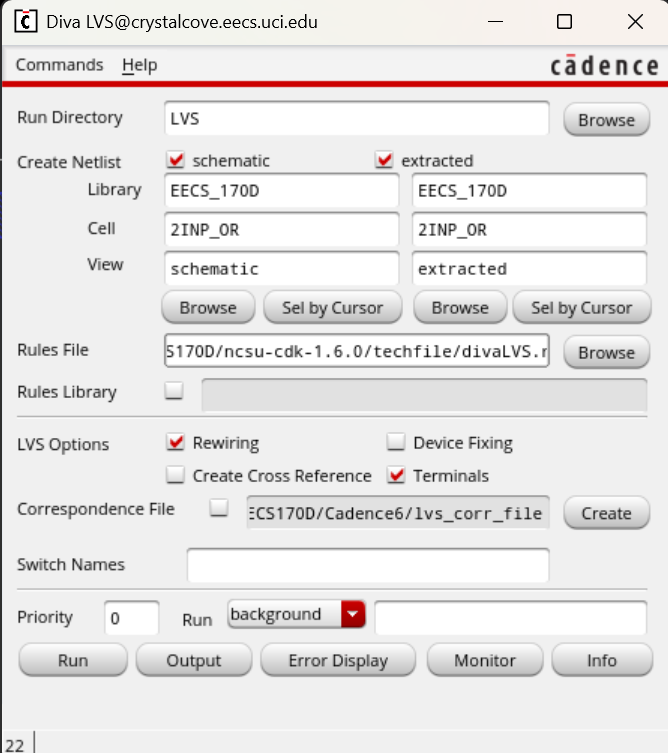 Diva LVS@crystalcove.eecs.uci.edu
Commands Help cādence
Run Directory LVS Browse
Create Netlist schematic extracted
Library EECS_170D EECS_170D
Cell 2INP_OR 2INP_OR
View schematic extracted
Browse Sel by Cursor Browse Sel by Cursor
Rules File S170D/ncsu-cdk-1.6.0/techfile/divaLVS.r Browse
Rules Library
LVS Options Rewiring Device Fixing
Create Cross Reference Terminals
Correspondence File ECS170D/Cadence6/lvs_corr_file Create
Switch Names
Priority 0 Run background
Run Output Error Display Monitor Info
22